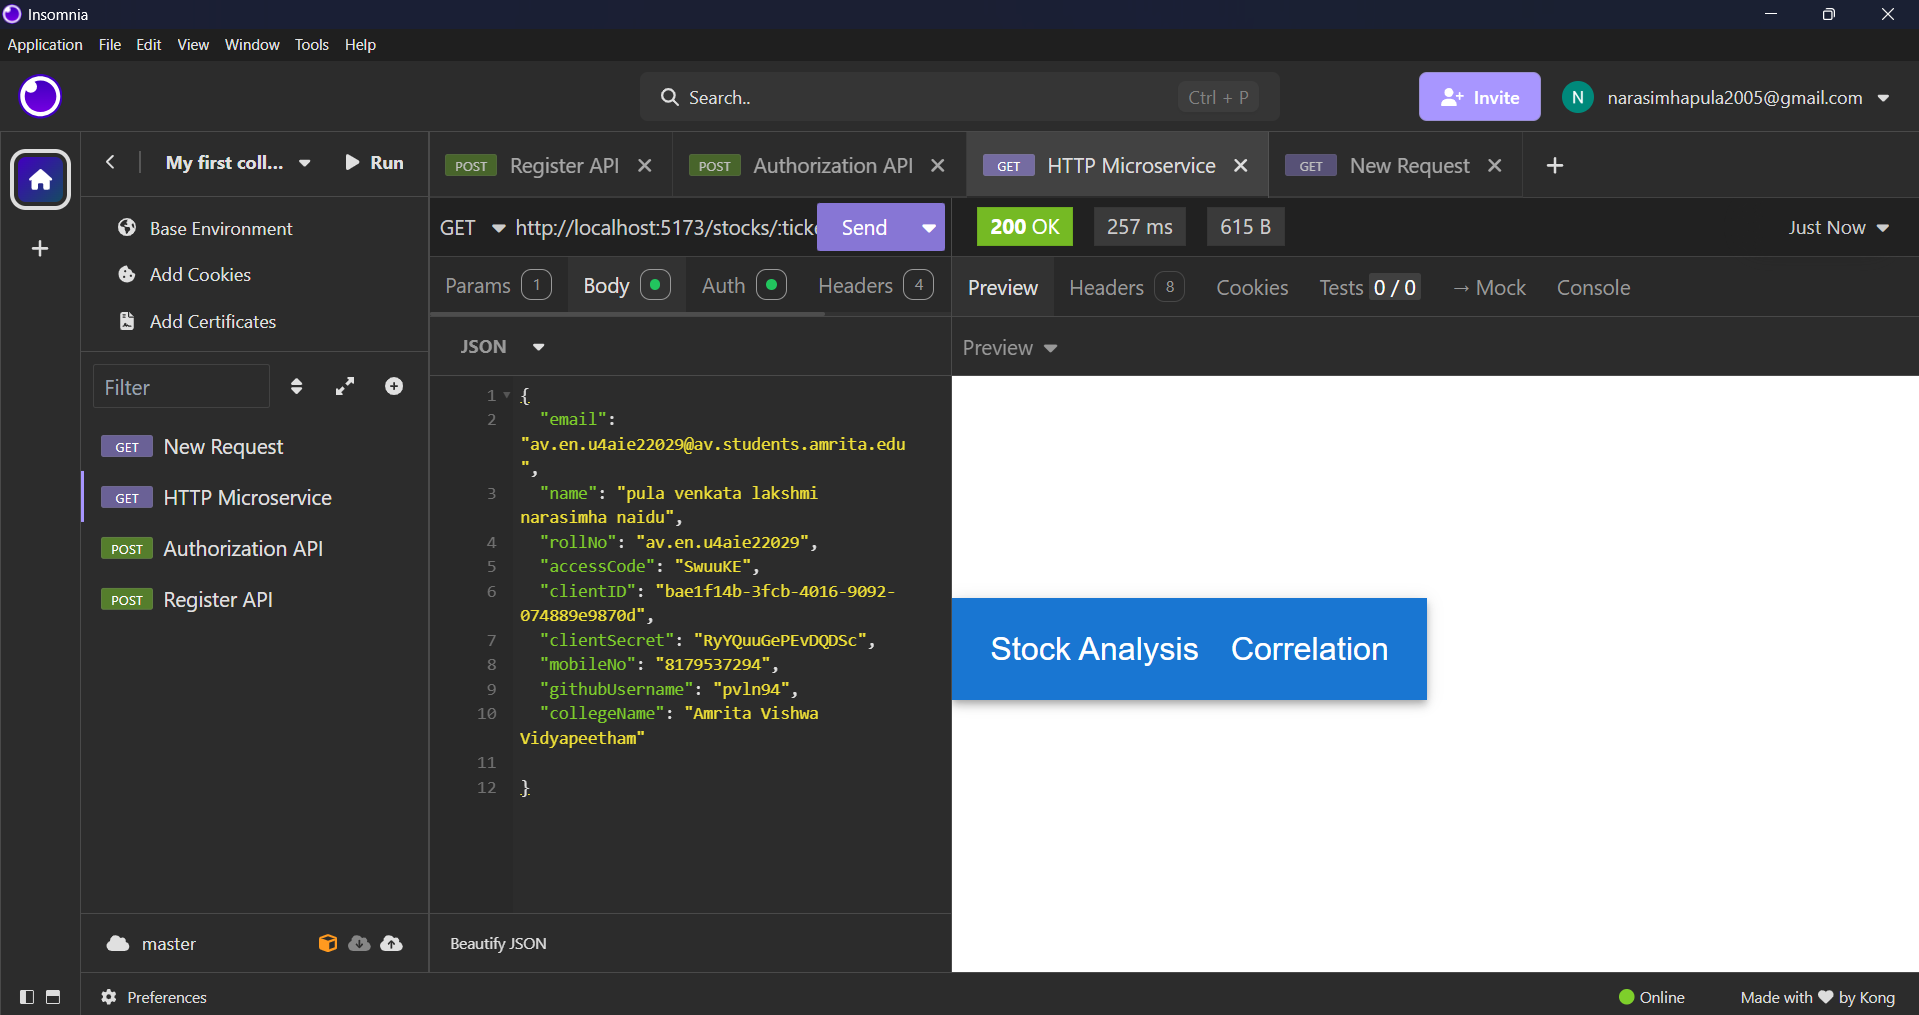 Insomnia
Application File Edit View Window Tools Help
Search.. Ctrl + P
Invite
N narasimhapula2005@gmail.com
My first coll... Run
POST Register API
POST Authorization API
GET HTTP Microservice
GET New Request
Base Environment
Add Cookies
Add Certificates
Filter
GET New Request
GET HTTP Microservice
POST Authorization API
POST Register API
master
GET http://localhost:5173/stocks/:ticke
Send
Params 1 Body Auth Headers 4
JSON
1 {
2 "email":
"av.en.u4aie22029@av.students.amrita.edu
",
3 "name": "pula venkata lakshmi
narasimha naidu",
4 "rollNo": "av.en.u4aie22029",
5 "accessCode": "SwuuKE",
6 "clientID": "bae1f14b-3fcb-4016-9092-
074889e9870d",
7 "clientSecret": "RyYQuuGePEvDQDSc",
8 "mobileNo": "8179537294",
9 "githubUsername": "pvln94",
10 "collegeName": "Amrita Vishwa
Vidyapeetham"
11
12 }
Beautify JSON
200 OK 257 ms 615 B Just Now
Preview Headers 8 Cookies Tests 0 / 0 → Mock Console
Preview
Stock Analysis Correlation
Preferences
Online
Made with ♥ by Kong